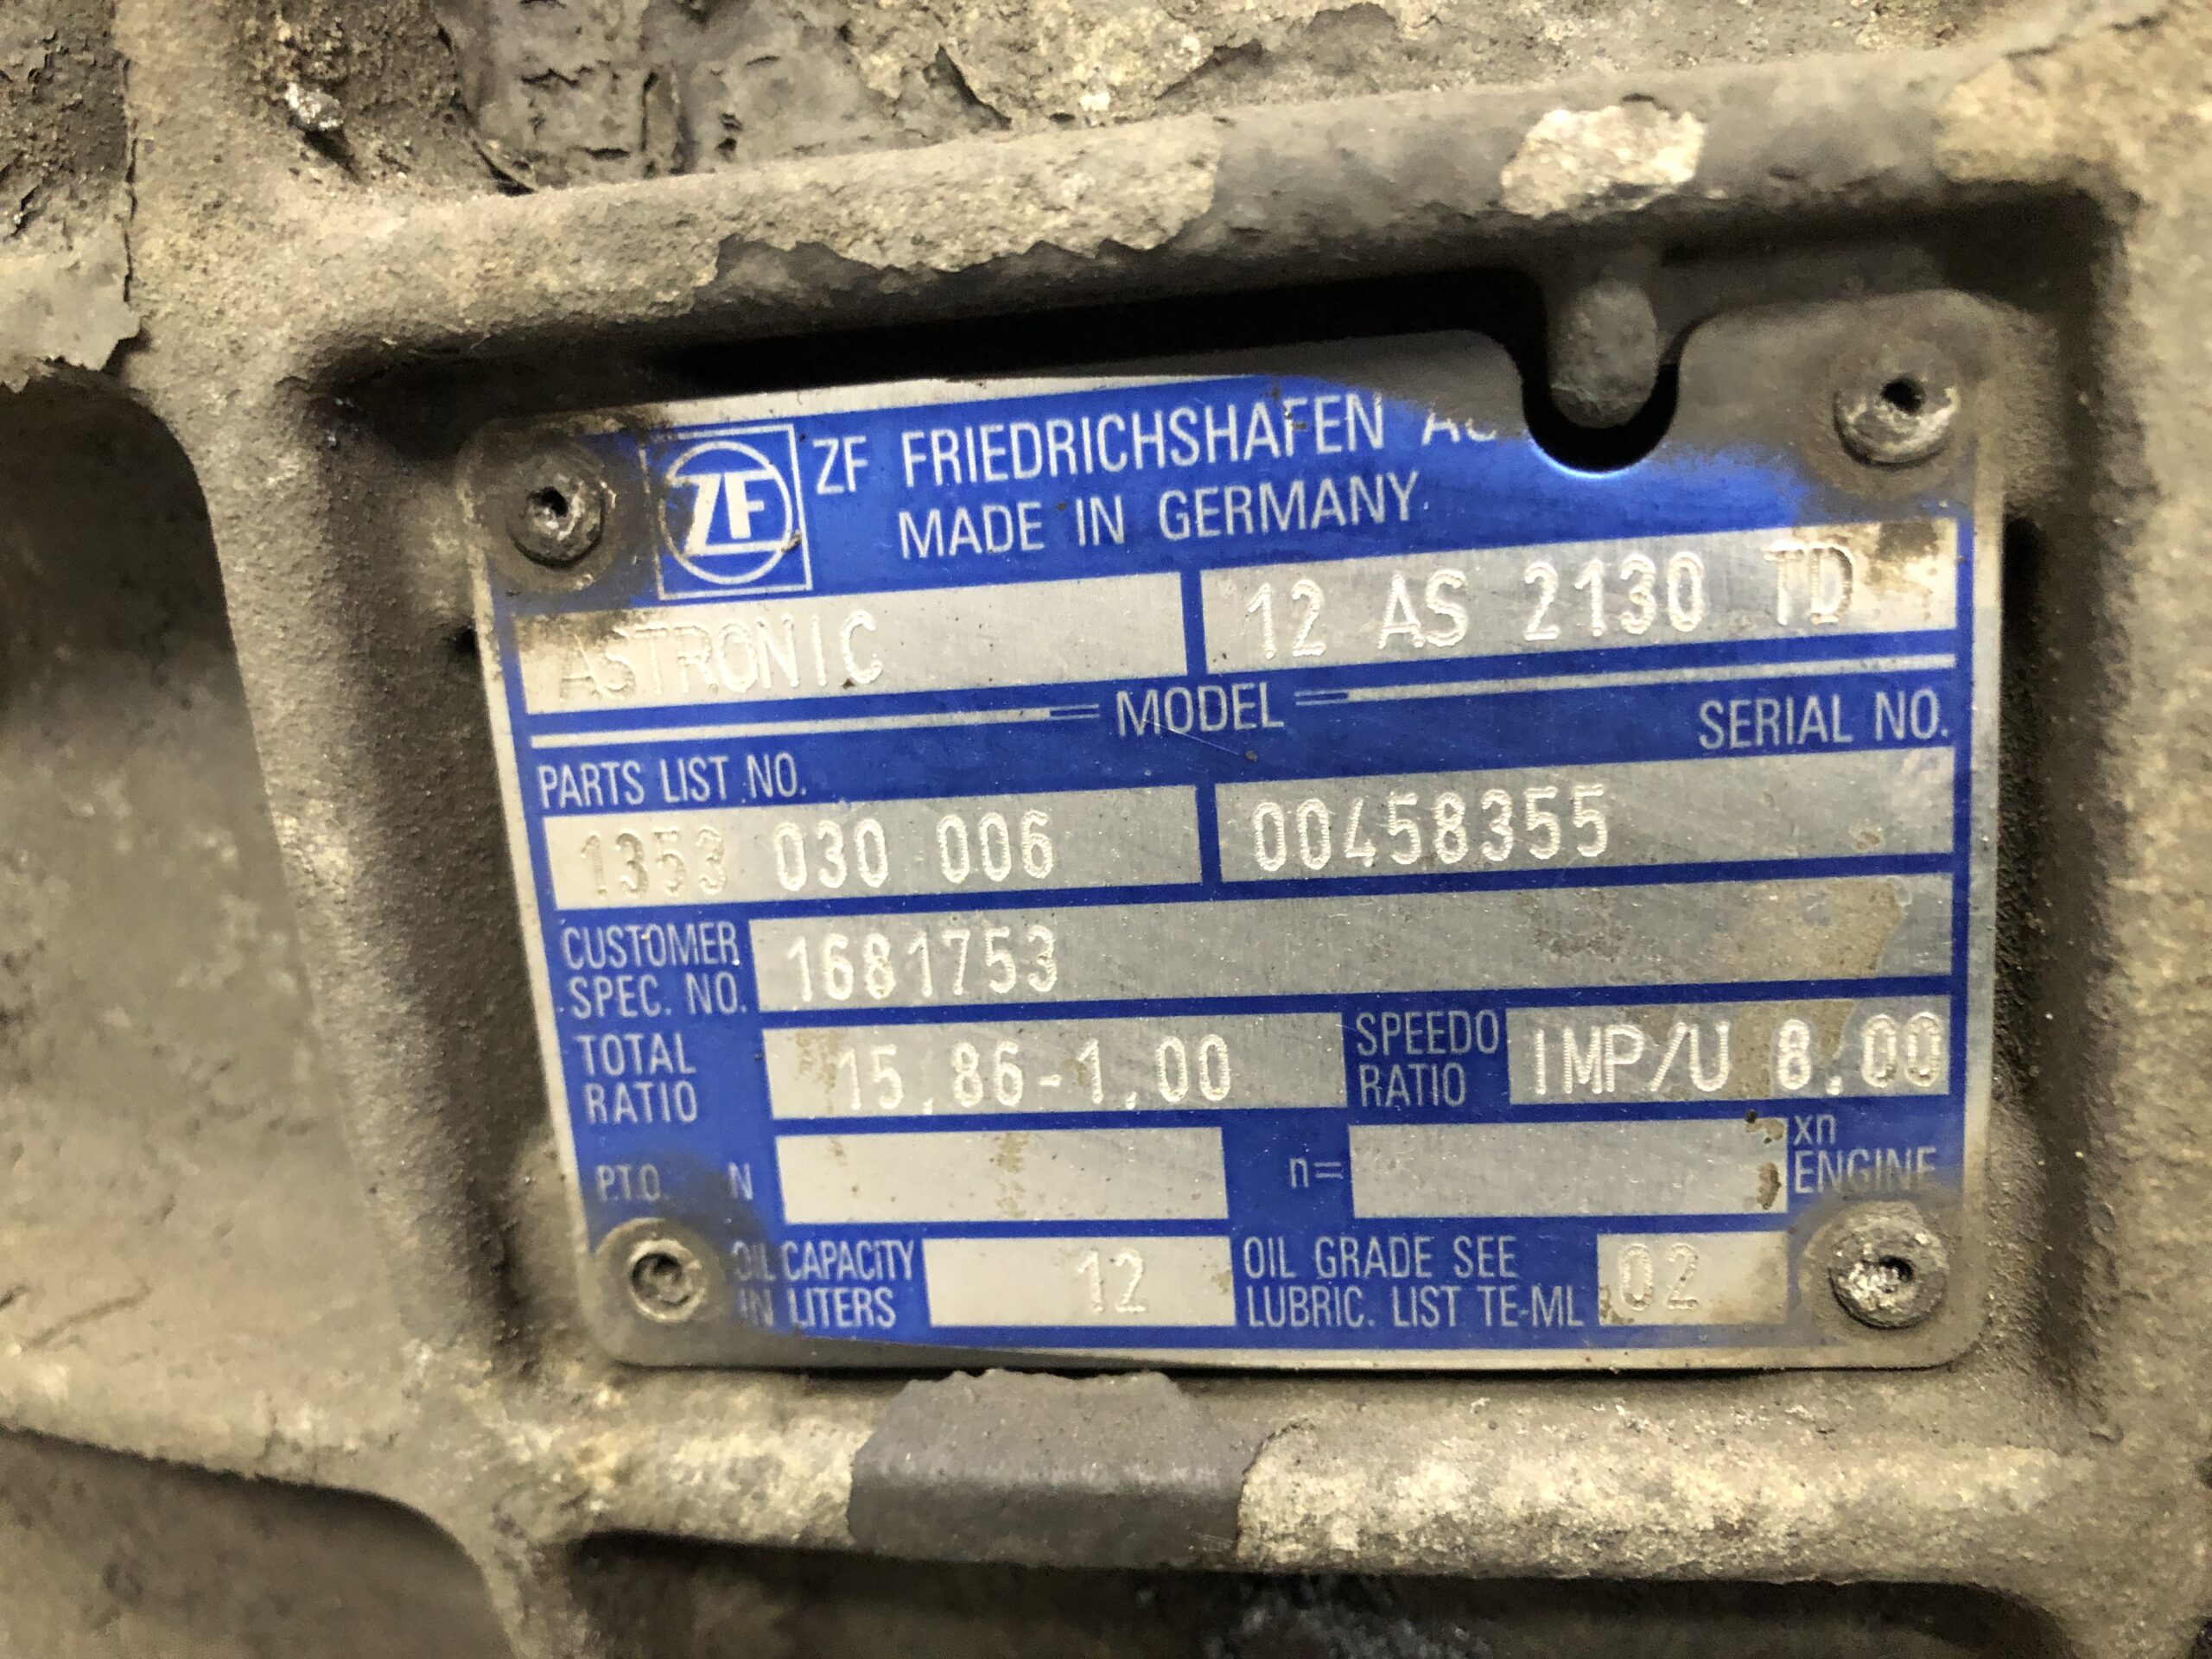 ZF
ZF FRIEDRICHSHAFEN AG
MADE IN GERMANY
ASTRONIC 12 AS 2130 TD
MODEL
PARTS LIST NO. SERIAL NO.
1353 030 006 00458355
CUSTOMER
SPEC. NO. 1681753
TOTAL
RATIO 15,86-1,00
SPEEDO
RATIO IMP/U 8.00
P.T.O. N n= xn
ENGINE
OIL CAPACITY
IN LITERS 12
OIL GRADE SEE
LUBRIC. LIST TE-ML 02